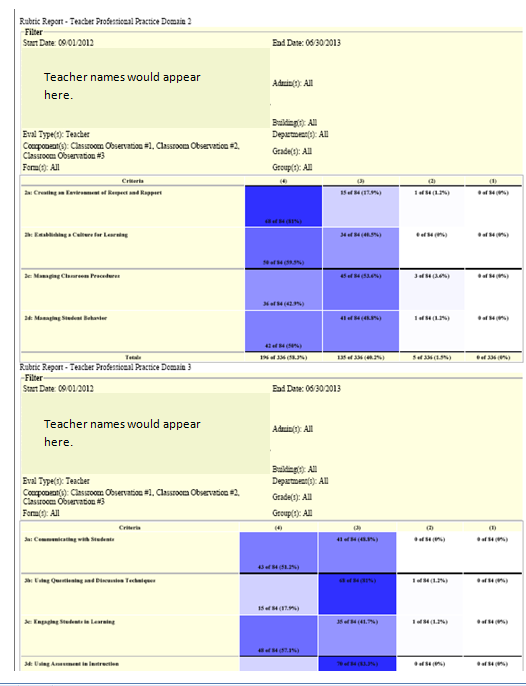 Rubric Report - Teacher Professional Practice Domain 2
Filter
Start Date: 09/01/2012 End Date: 06/30/2013
Teacher names would appear
here.
Admin(s): All
Building(s): All
Eval Type(s): Teacher Department(s): All
Component(s): Classroom Observation #1, Classroom Observation #2,
Classroom Observation #3 Grade(s): All
Form(s): All Group(s): All
Criteria (4) (3) (2) (1)
2a: Creating an Environment of Respect and Rapport 15 of 84 (17.9%) 1 of 84 (1.2%) 0 of 84 (0%)
68 of 84 (81%)
2b: Establishing a Culture for Learning 34 of 84 (40.5%) 0 of 84 (0%) 0 of 84 (0%)
50 of 84 (59.5%)
2c: Managing Classroom Procedures 45 of 84 (53.6%) 3 of 84 (3.6%) 0 of 84 (0%)
36 of 84 (42.9%)
2d: Managing Student Behavior 41 of 84 (48.8%) 1 of 84 (1.2%) 0 of 84 (0%)
42 of 84 (50%)
Totals 196 of 336 (58.3%) 135 of 336 (40.2%) 5 of 336 (1.5%) 0 of 336 (0%)
Rubric Report - Teacher Professional Practice Domain 3
Filter
Start Date: 09/01/2012 End Date: 06/30/2013
Teacher names would appear
here.
Admin(s): All
Building(s): All
Eval Type(s): Teacher Department(s): All
Component(s): Classroom Observation #1, Classroom Observation #2,
Classroom Observation #3 Grade(s): All
Form(s): All Group(s): All
Criteria (4) (3) (2) (1)
3a: Communicating with Students 41 of 84 (48.8%) 0 of 84 (0%) 0 of 84 (0%)
43 of 84 (51.2%)
3b: Using Questioning and Discussion Techniques 68 of 84 (81%) 1 of 84 (1.2%) 0 of 84 (0%)
15 of 84 (17.9%)
3c: Engaging Students in Learning 35 of 84 (41.7%) 1 of 84 (1.2%) 0 of 84 (0%)
48 of 84 (57.1%)
3d: Using Assessment in Instruction 70 of 84 (83.3%) 0 of 84 (0%) 0 of 84 (0%)